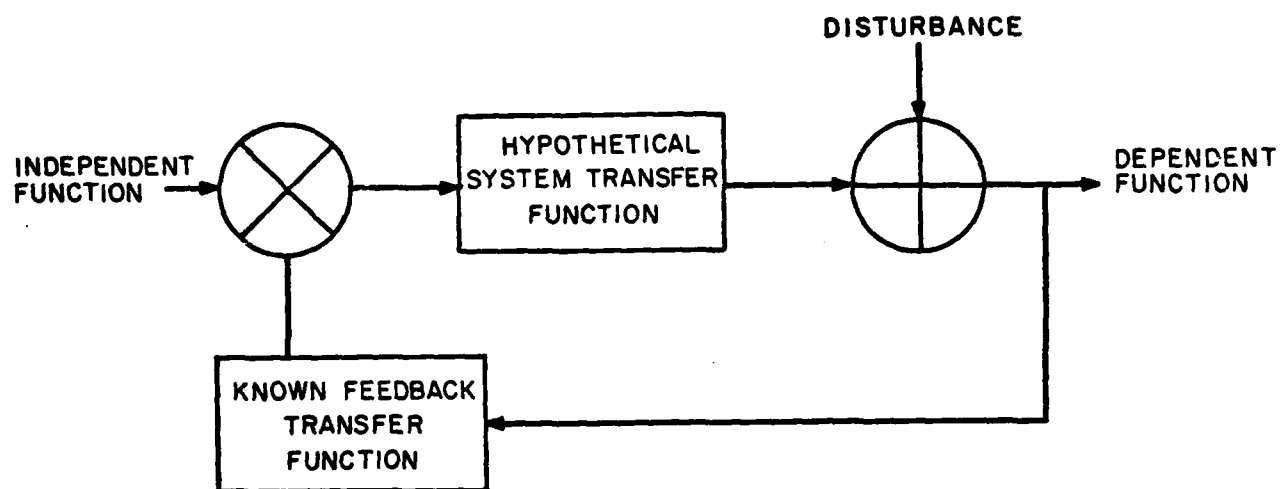 DISTURBANCE
INDEPENDENT
FUNCTION
HYPOTHETICAL
SYSTEM TRANSFER
FUNCTION
DEPENDENT
FUNCTION
KNOWN FEEDBACK
TRANSFER
FUNCTION